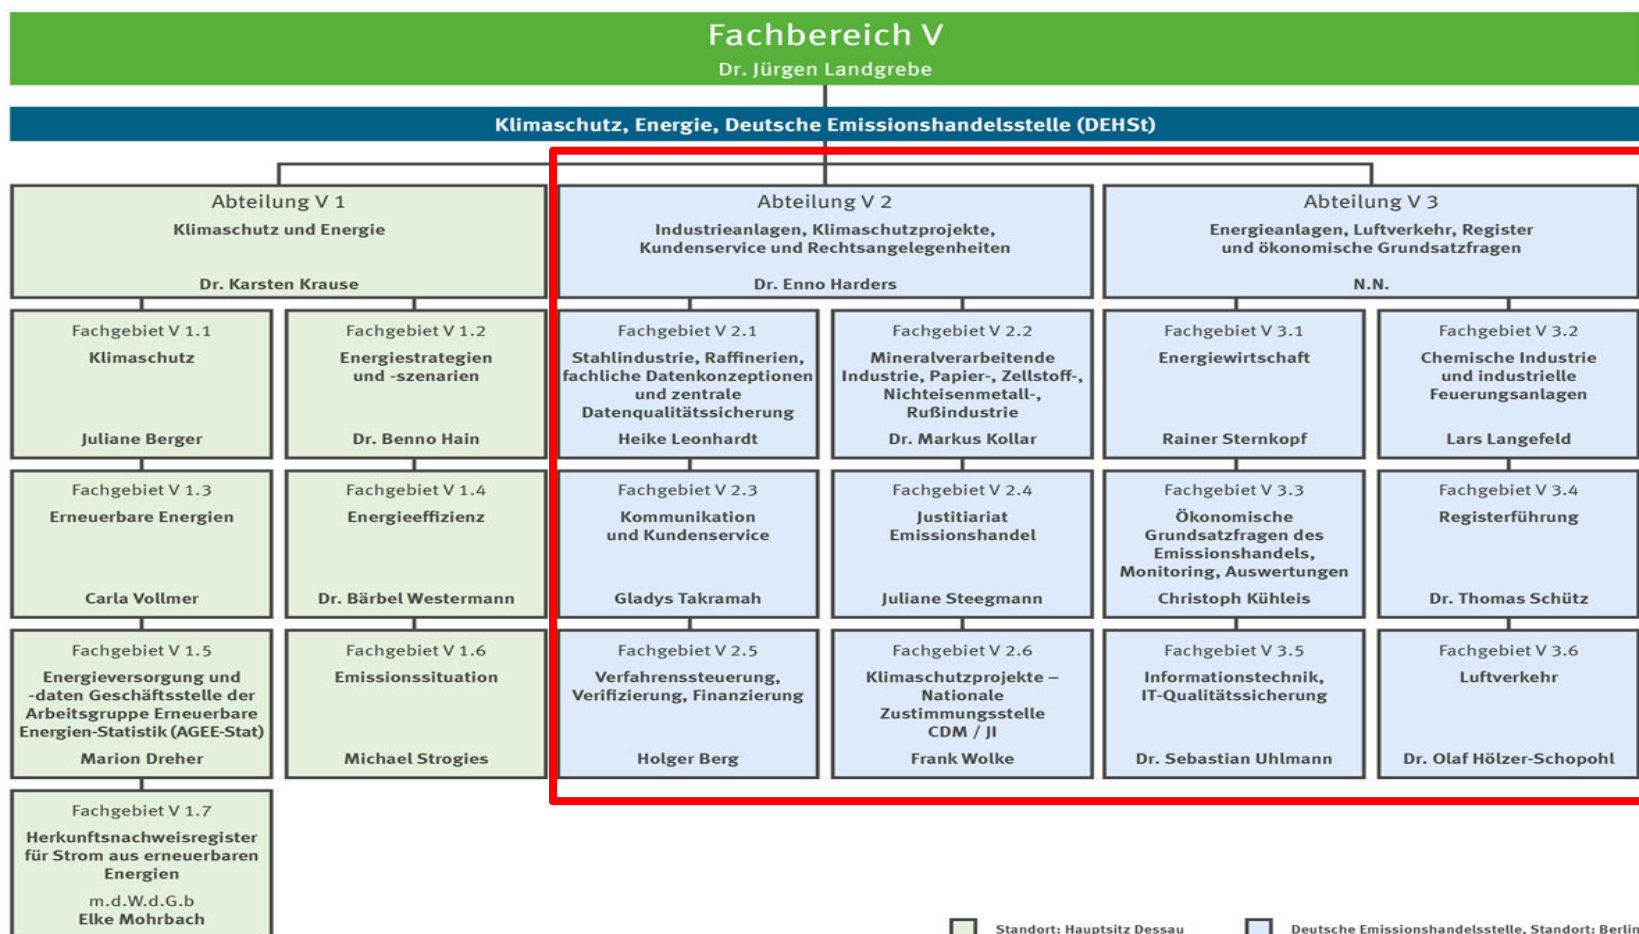 Fachbereich V
Dr. Jürgen Landgrebe
Klimaschutz, Energie, Deutsche Emissionshandelsstelle (DEHSt)
Abteilung V 1
Klimaschutz und Energie
Dr. Karsten Krause
Abteilung V 2
Industrieanlagen, Klimaschutzprojekte,
Kundenservice und Rechtsangelegenheiten
Dr. Enno Harders
Abteilung V 3
Energieanlagen, Luftverkehr, Register
und ökonomische Grundsatzfragen
N.N.
Fachgebiet V 1.1
Klimaschutz
Juliane Berger
Fachgebiet V 1.2
Energiestrategien
und -szenarien
Dr. Benno Hain
Fachgebiet V 2.1
Stahlindustrie, Raffinerien,
fachliche Datenkonzeptionen
und zentrale
Datenqualitätssicherung
Heike Leonhardt
Fachgebiet V 2.2
Mineralverarbeitende
Industrie, Papier-, Zellstoff-,
Nichteisenmetall-,
Rußindustrie
Dr. Markus Kollar
Fachgebiet V 3.1
Energiewirtschaft
Rainer Sternkopf
Fachgebiet V 3.2
Chemische Industrie
und industrielle
Feuerungsanlagen
Lars Langefeld
Fachgebiet V 1.3
Erneuerbare Energien
Carla Vollmer
Fachgebiet V 1.4
Energieeffizienz
Dr. Bärbel Westermann
Fachgebiet V 2.3
Kommunikation
und Kundenservice
Gladys Takramah
Fachgebiet V 2.4
Justitiariat
Emissionshandel
Juliane Steegmann
Fachgebiet V 3.3
Ökonomische
Grundsatzfragen des
Emissionshandels,
Monitoring, Auswertungen
Christoph Kühleis
Fachgebiet V 3.4
Registerführung
Dr. Thomas Schütz
Fachgebiet V 1.5
Energieversorgung und
-daten Geschäftsstelle der
Arbeitsgruppe Erneuerbare
Energien-Statistik (AGEE-Stat)
Marion Dreher
Fachgebiet V 1.6
Emissionssituation
Michael Strogies
Fachgebiet V 2.5
Verfahrenssteuerung,
Verifizierung, Finanzierung
Holger Berg
Fachgebiet V 2.6
Klimaschutzprojekte –
Nationale
Zustimmungsstelle
CDM / JI
Frank Wolke
Fachgebiet V 3.5
Informationstechnik,
IT-Qualitätssicherung
Dr. Sebastian Uhlmann
Fachgebiet V 3.6
Luftverkehr
Dr. Olaf Hölzer-Schopohl
Fachgebiet V 1.7
Herkunftsnachweisregister
für Strom aus erneuerbaren
Energien
m.d.W.d.G.b
Elke Mohrbach
Standort: Hauptsitz Dessau
Deutsche Emissionshandelsstelle, Standort: Berlin